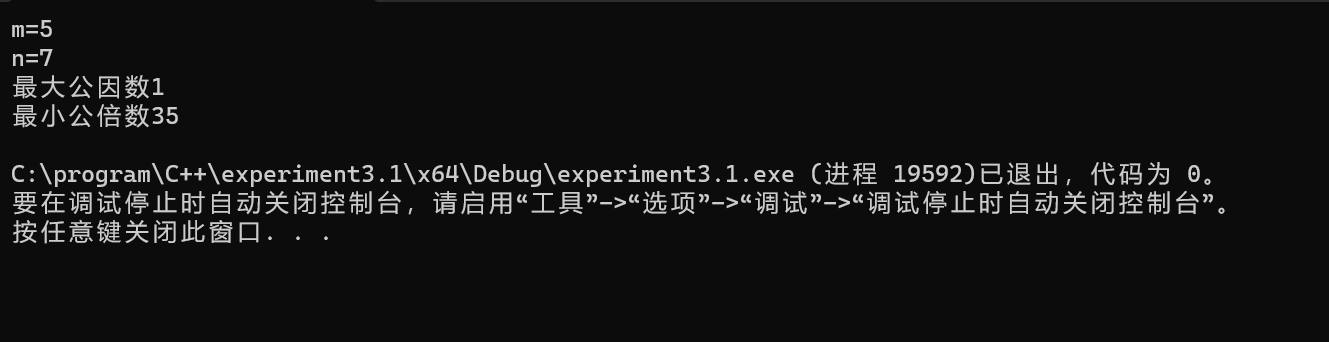 m=5
n=7
最大公因数1
最小公倍数35
C:\program\C++\experiment3.1\x64\Debug\experiment3.1.exe (进程 19592)已退出，代码为 0。
要在调试停止时自动关闭控制台，请启用“工具”->“选项”->“调试”->“调试停止时自动关闭控制台”。
按任意键关闭此窗口. . .